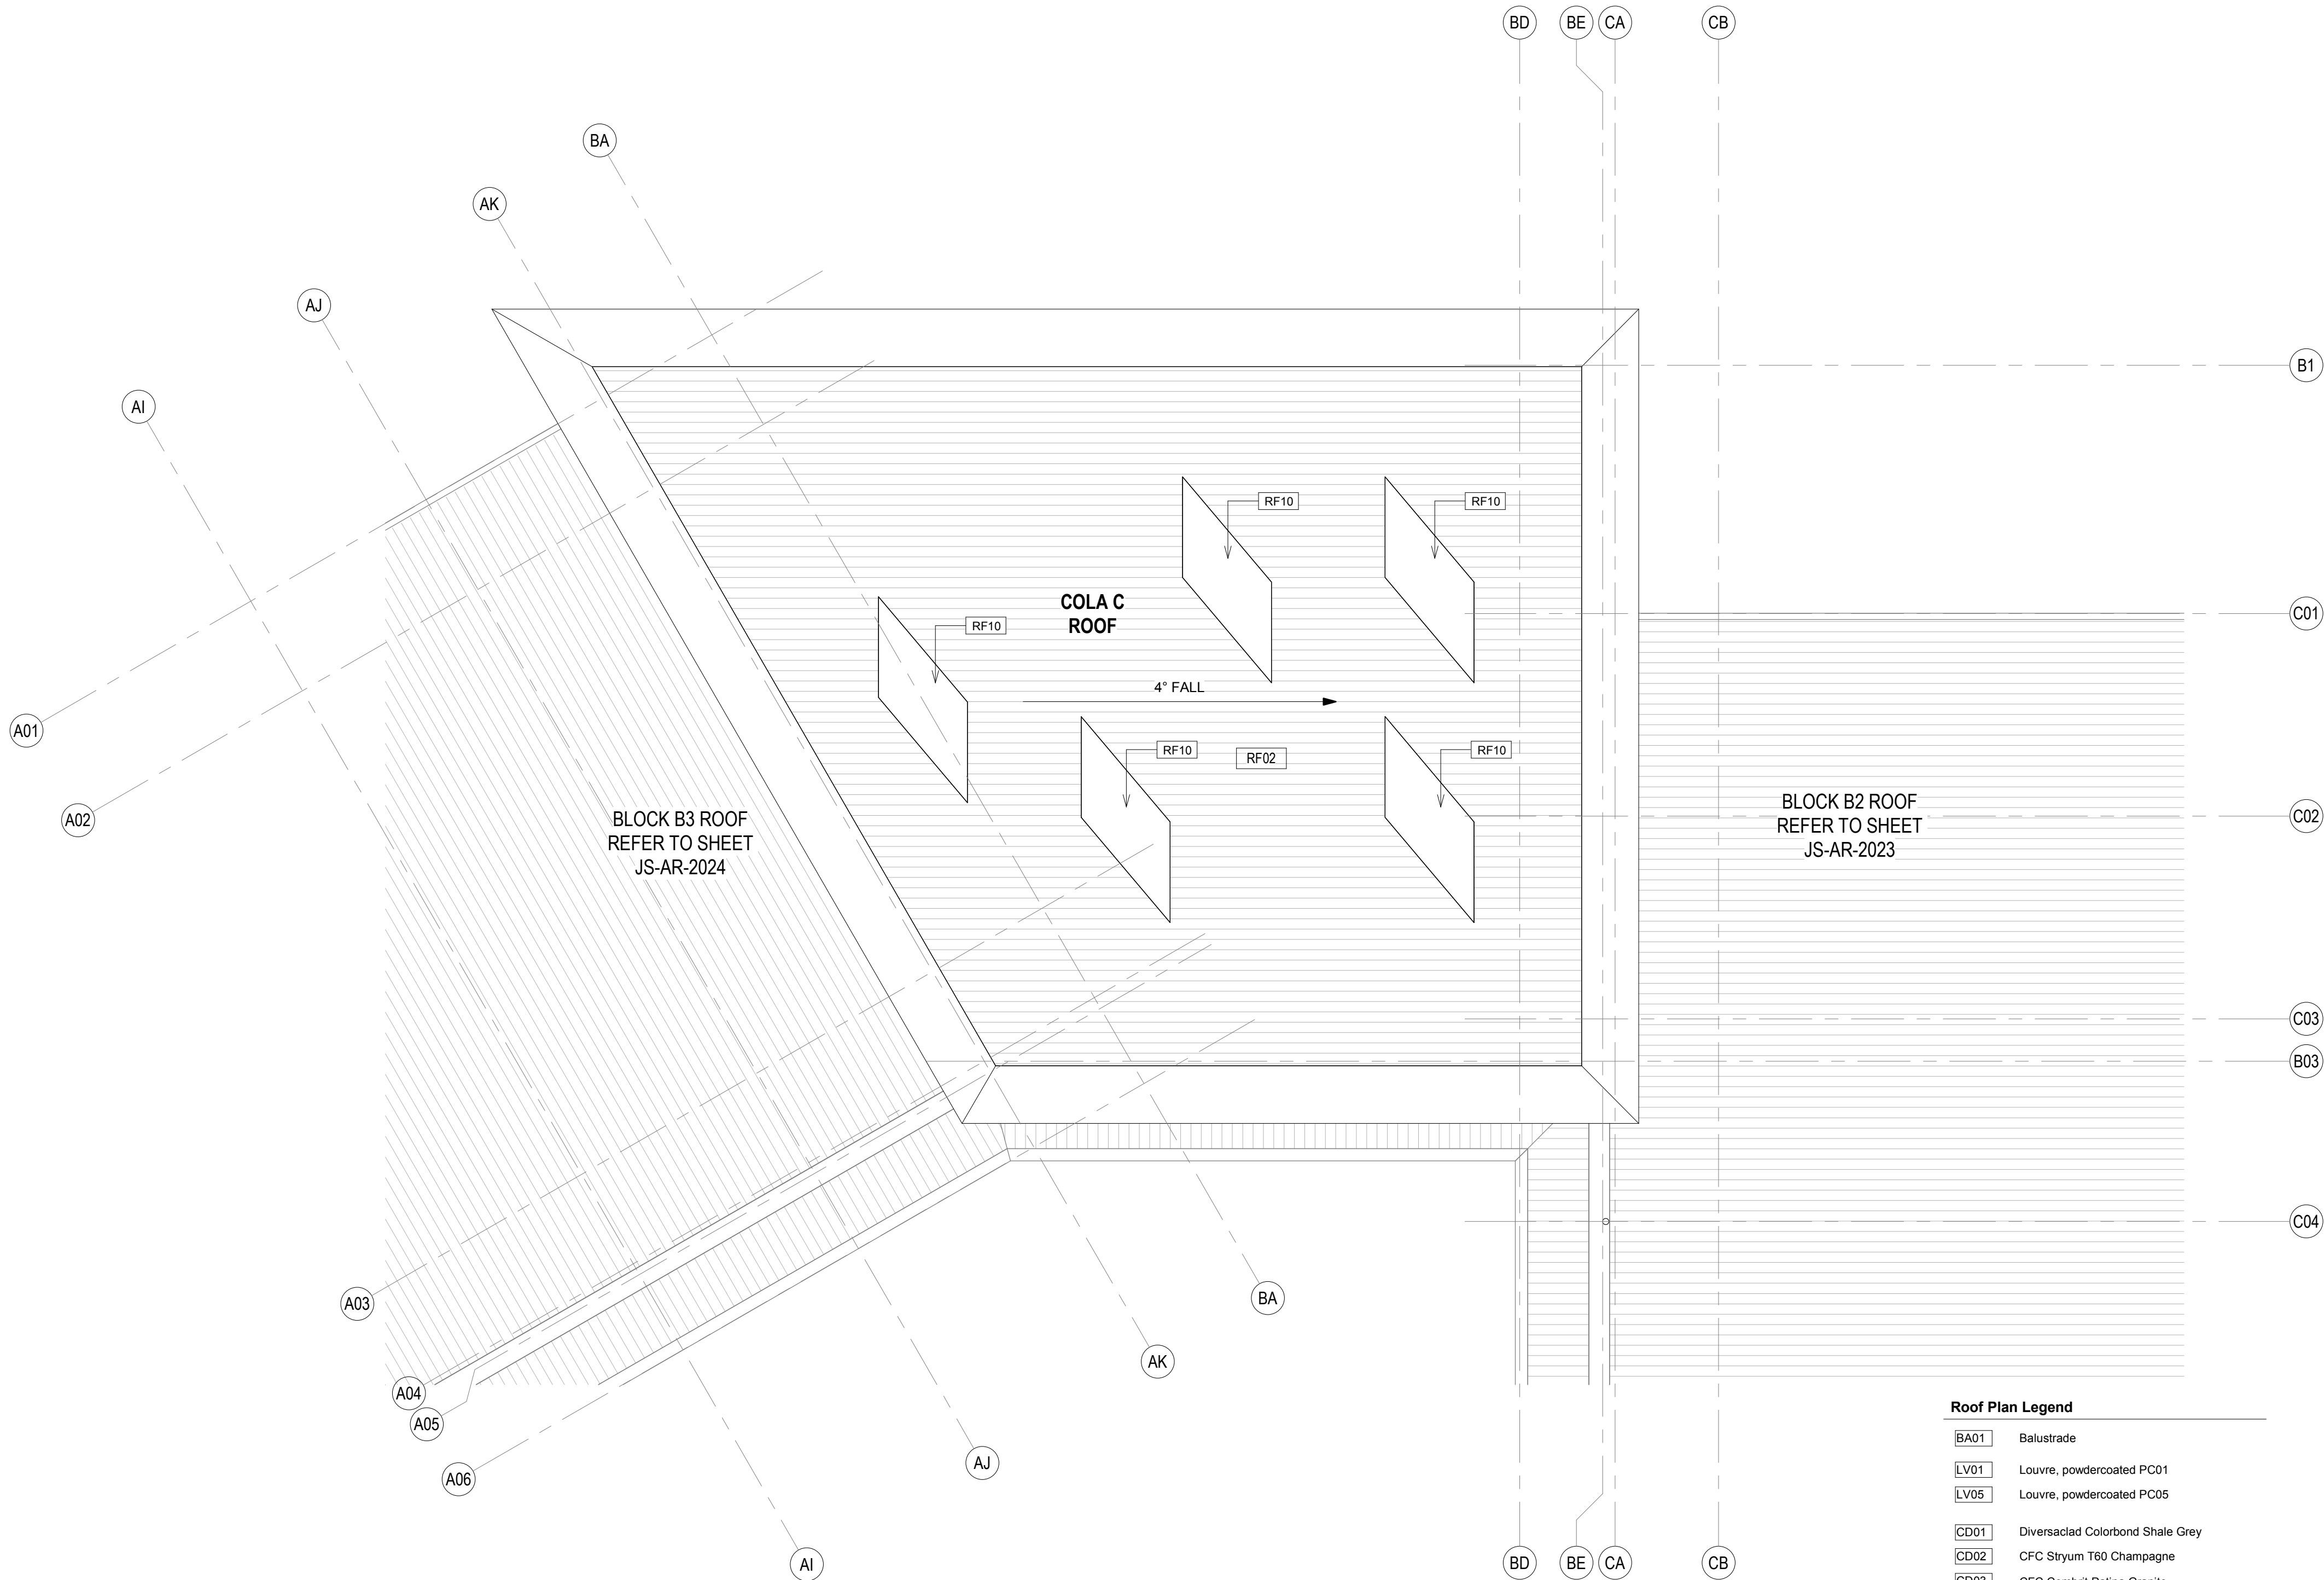 BD
BE
CA
CB
BA
AK
AJ
B1
AI
RF10
RF10
COLA C
ROOF
C01
RF10
4° FALL
A01
RF10
RF02
RF10
A02
BLOCK B3 ROOF
REFER TO SHEET
JS-AR-2024
BLOCK B2 ROOF
REFER TO SHEET
JS-AR-2023
C02
C03
B03
C04
A03
BA
AK
A04
A05
AJ
A06
AI
BD
BE
CA
CB
Roof Plan Legend
BA01 Balustrade
LV01 Louvre, powdercoated PC01
LV05 Louvre, powdercoated PC05
CD01 Diversaclad Colorbond Shale Grey
CD02 CFC Stryum T60 Champagne